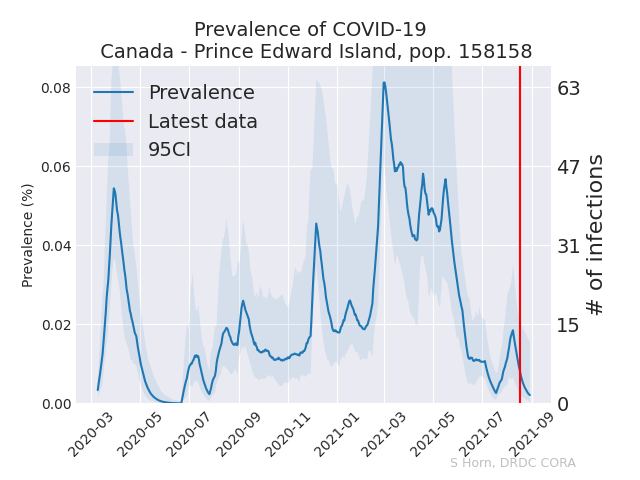 Prevalence of COVID-19
Canada - Prince Edward Island, pop. 158158
Prevalence
Latest data
95CI
Prevalence (%)
0.08
0.06
0.04
0.02
0.00
63
47
31
15
0
# of infections
2020-03
2020-05
2020-07
2020-09
2020-11
2021-01
2021-03
2021-05
2021-07
2021-09
S Horn, DRDC CORA